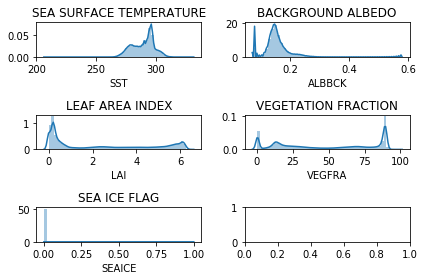 SEA SURFACE TEMPERATURE
0.05
0.00
200 250 300
SST
BACKGROUND ALBEDO
20
0
0.2 0.4 0.6
ALBBCK
LEAF AREA INDEX
1
0
0 2 4 6
LAI
VEGETATION FRACTION
0.1
0.0
0 25 50 75 100
VEGFRA
SEA ICE FLAG
50
0
0.00 0.25 0.50 0.75 1.00
SEAICE
1
0
0.0 0.2 0.4 0.6 0.8 1.0